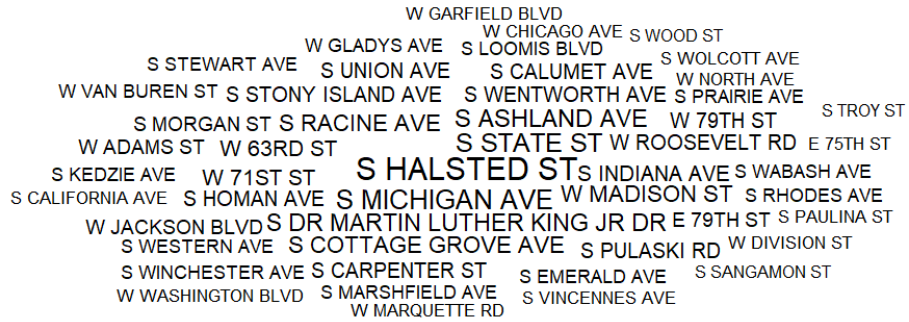 W GARFIELD BLVD
W CHICAGO AVE S WOOD ST
W GLADYS AVE S LOOMIS BLVD
S STEWART AVE S UNION AVE S CALUMET AVE S WOLCOTT AVE
W NORTH AVE
W VAN BUREN ST S STONY ISLAND AVE S WENTWORTH AVE S PRAIRIE AVE
S TROY ST
S MORGAN ST S RACINE AVE S ASHLAND AVE W 79TH ST
W ADAMS ST W 63RD ST S STATE ST W ROOSEVELT RD E 75TH ST
S KEDZIE AVE W 71ST ST S HALSTED ST S INDIANA AVE S WABASH AVE
S CALIFORNIA AVE S HOMAN AVE S MICHIGAN AVE W MADISON ST S RHODES AVE
W JACKSON BLVD S DR MARTIN LUTHER KING JR DR E 79TH ST S PAULINA ST
S WESTERN AVE S COTTAGE GROVE AVE S PULASKI RD W DIVISION ST
S WINCHESTER AVE S CARPENTER ST S EMERALD AVE S SANGAMON ST
W WASHINGTON BLVD S MARSHFIELD AVE S VINCENNES AVE
W MARQUETTE RD